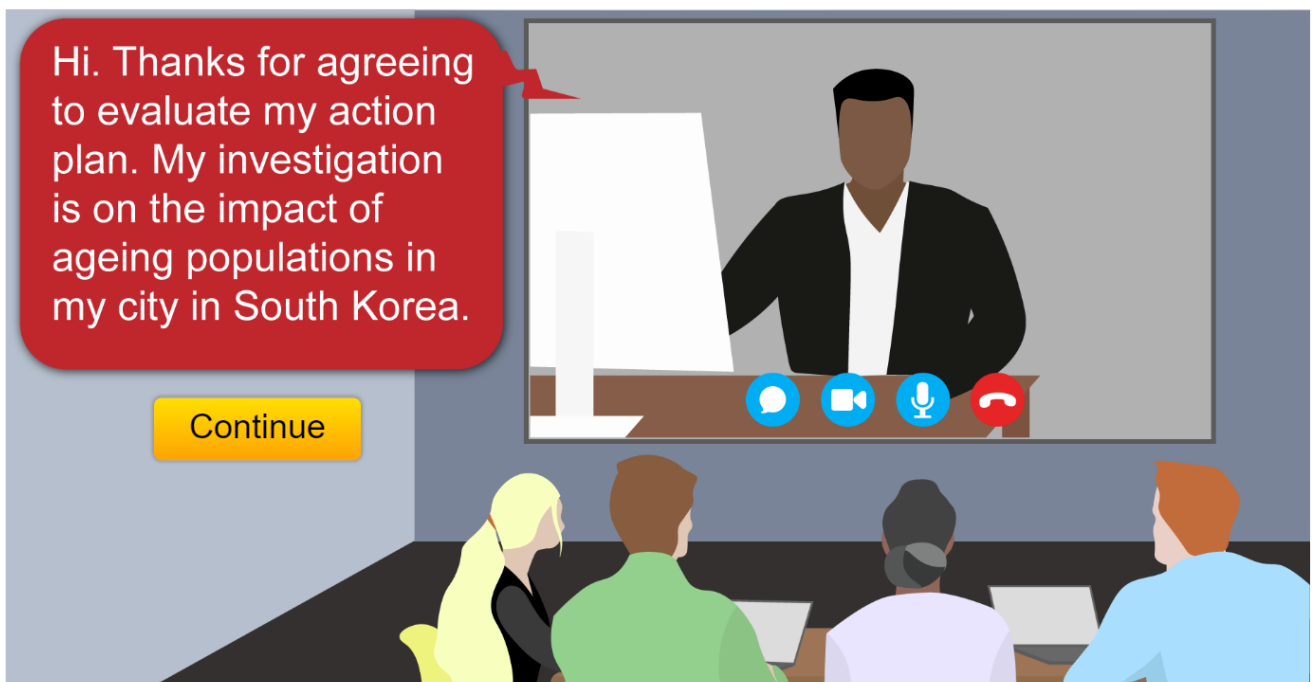 Hi. Thanks for agreeing
to evaluate my action
plan. My investigation
is on the impact of
ageing populations in
my city in South Korea.
Continue